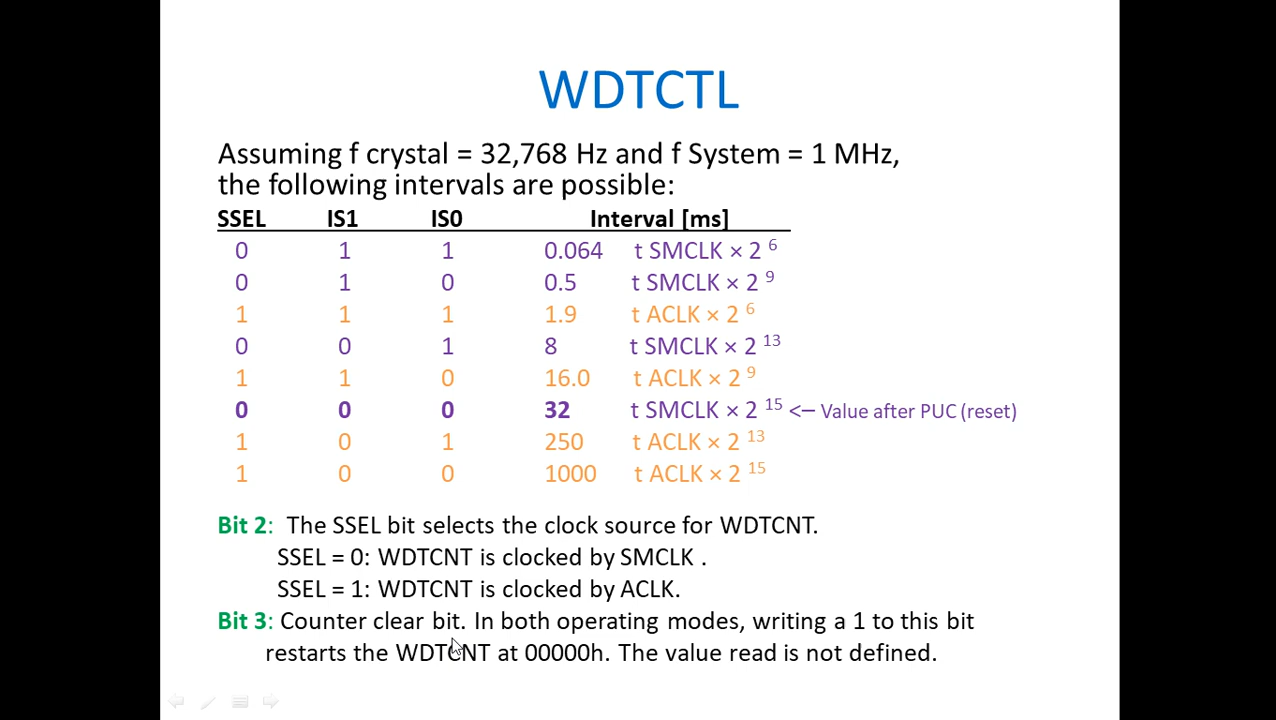 WDTCTL
Assuming f crystal = 32,768 Hz and f System = 1 MHz,
the following intervals are possible:
SSEL IS1 IS0 Interval [ms]
0 1 1 0.064 t SMCLK × 2 6
0 1 0 0.5 t SMCLK × 2 9
1 1 1 1.9 t ACLK × 2 6
0 0 1 8 t SMCLK × 2 13
1 1 0 16.0 t ACLK × 2 9
0 0 0 32 t SMCLK × 2 15 <– Value after PUC (reset)
1 0 1 250 t ACLK × 2 13
1 0 0 1000 t ACLK × 2 15
Bit 2: The SSEL bit selects the clock source for WDTCNT.
SSEL = 0: WDTCNT is clocked by SMCLK .
SSEL = 1: WDTCNT is clocked by ACLK.
Bit 3: Counter clear bit. In both operating modes, writing a 1 to this bit
restarts the WDTCNT at 00000h. The value read is not defined.